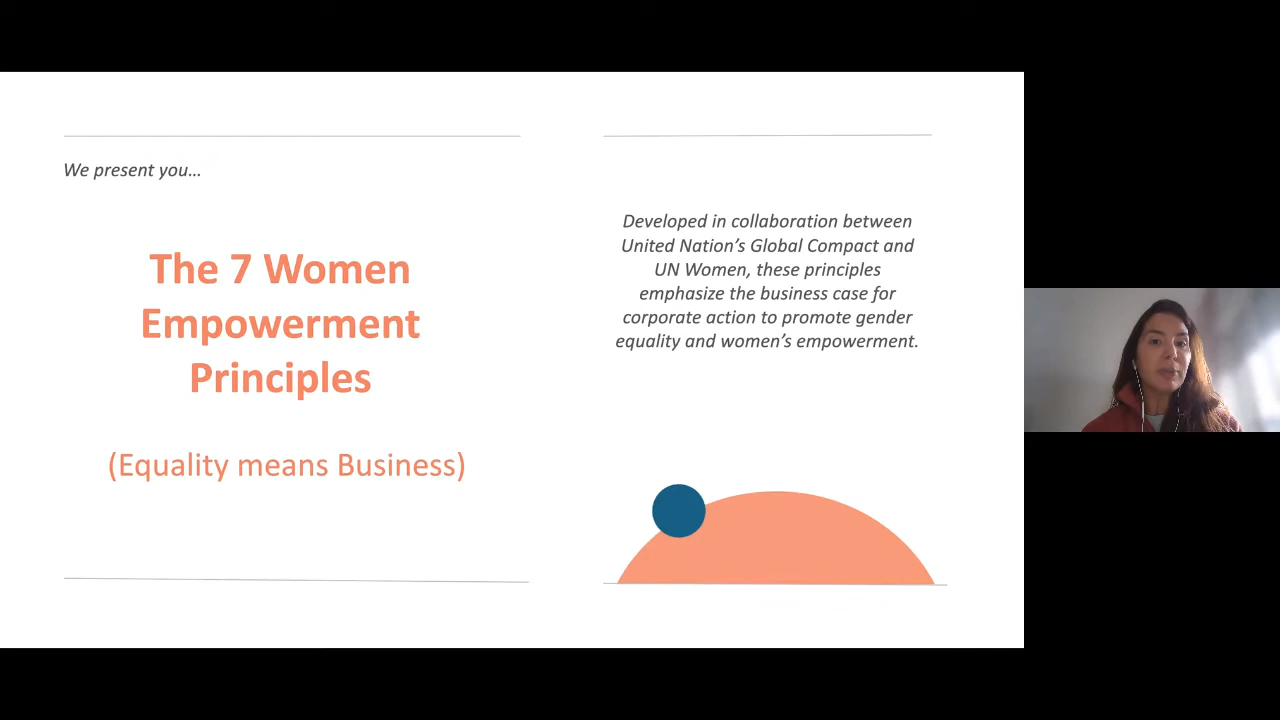 We present you...
The 7 Women
Empowerment
Principles
(Equality means Business)
Developed in collaboration between
United Nation's Global Compact and
UN Women, these principles
emphasize the business case for
corporate action to promote gender
equality and women's empowerment.